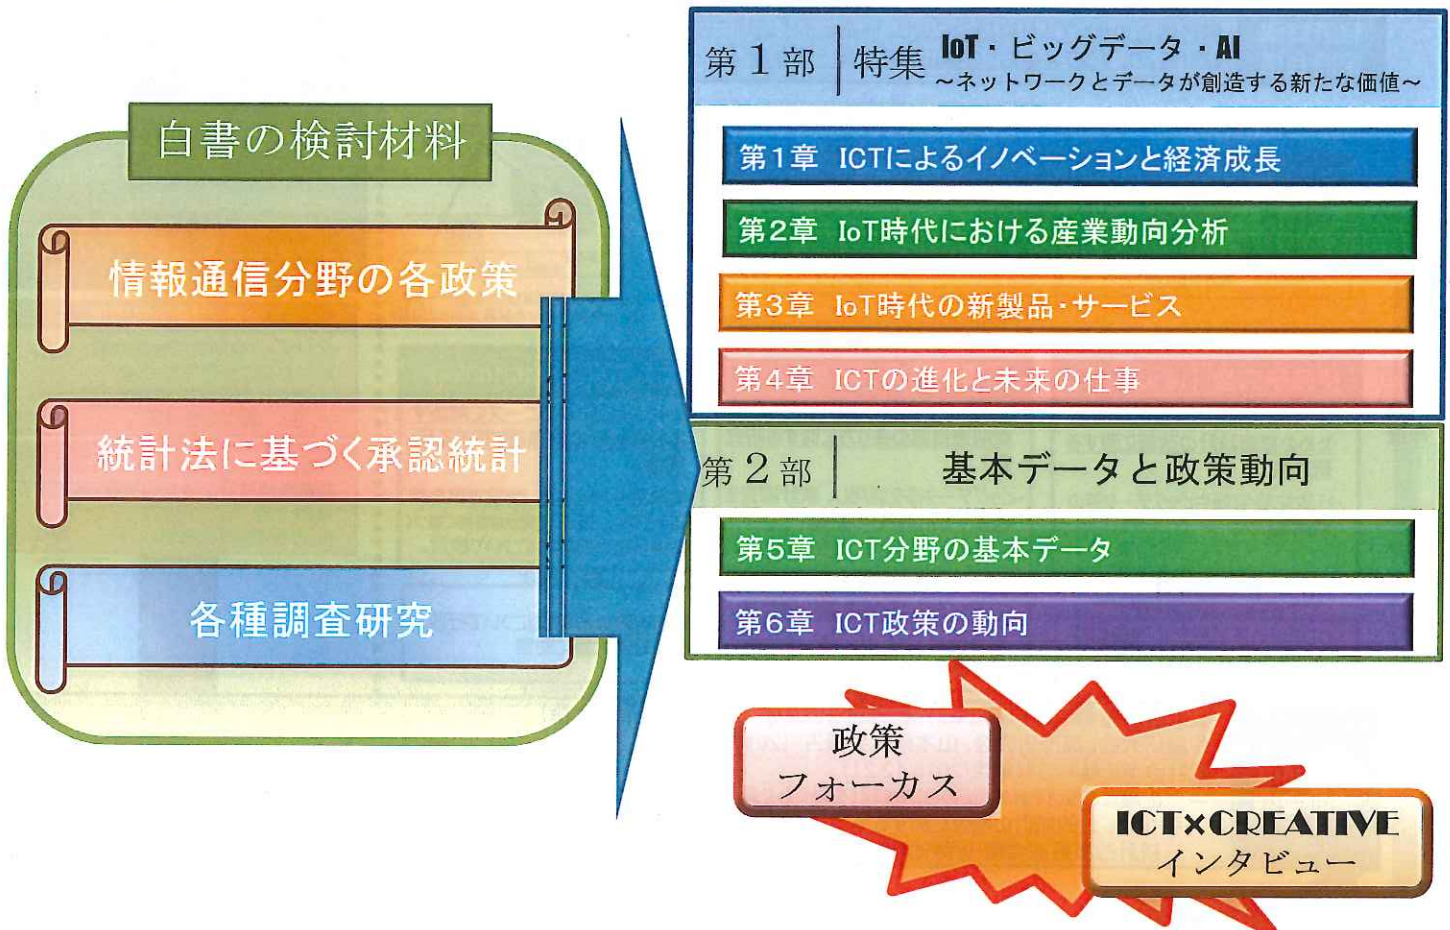 白書の検討材料
情報通信分野の各政策
統計法に基づく承認統計
各種調査研究
第1部 特集 IoT・ビッグデータ・AI
～ネットワークとデータが創造する新たな価値～
第1章 ICTによるイノベーションと経済成長
第2章 IoT時代における産業動向分析
第3章 IoT時代の新製品・サービス
第4章 ICTの進化と未来の仕事
第2部 基本データと政策動向
第5章 ICT分野の基本データ
第6章 ICT政策の動向
政策
フォーカス
ICT×CREATIVE
インタビュー